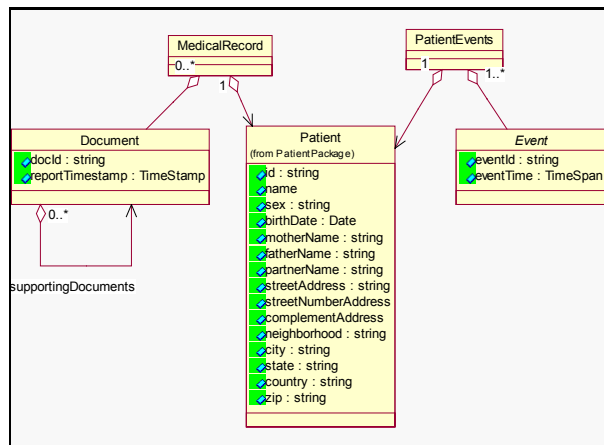 MedicalRecord
0..*
1
PatientEvents
1
1..*
Document
docId : string
reportTimestamp : TimeStamp
0..*
supportingDocuments
Patient
(from PatientPackage)
id : string
name
sex : string
birthDate : Date
motherName : string
fatherName : string
partnerName : string
streetAddress : string
streetNumberAddress
complementAddress
neighborhood : string
city : string
state : string
country : string
zip : string
Event
eventId : string
eventTime : TimeSpan